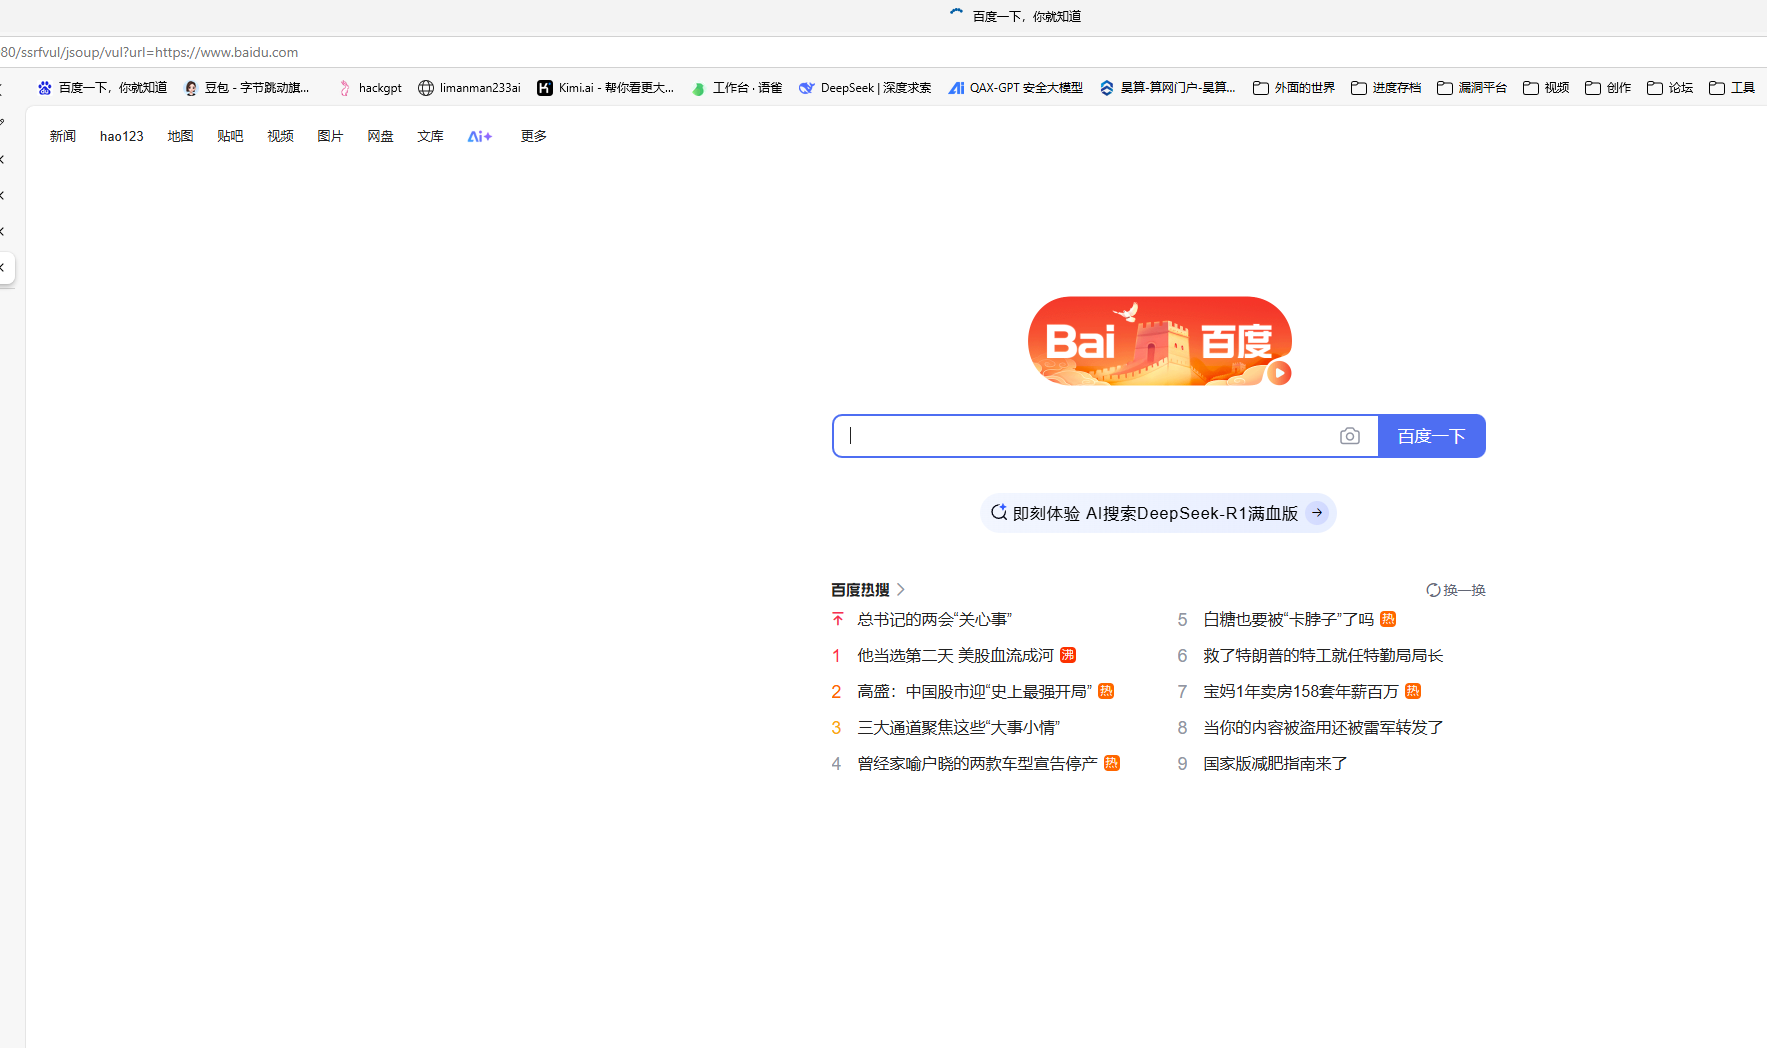 百度一下，你就知道
80/ssrfvul/jsoup/vul?url=https://www.baidu.com
百度一下，你就知道 豆包 - 字节跳动旗... hackgpt limanman233ai Kimi.ai - 帮你看更大... 工作台 · 语雀 DeepSeek | 深度求索 QAX-GPT 安全大模型 昊算-算网门户-昊算... 外面的世界 进度存档 漏洞平台 视频 创作 论坛 工具
新闻 hao123 地图 贴吧 视频 图片 网盘 文库 Ai+ 更多
Bai 百度
百度一下
即刻体验 AI搜索DeepSeek-R1满血版
百度热搜 换一换
总书记的两会“关心事”
1 他当选第二天 美股血流成河 沸
2 高盛：中国股市迎“史上最强开局” 热
3 三大通道聚焦这些“大事小情”
4 曾经家喻户晓的两款车型宣告停产 热
5 白糖也要被“卡脖子”了吗 热
6 救了特朗普的特工就任特勤局局长
7 宝妈1年卖房158套年薪百万 热
8 当你的内容被盗用还被雷军转发了
9 国家版减肥指南来了